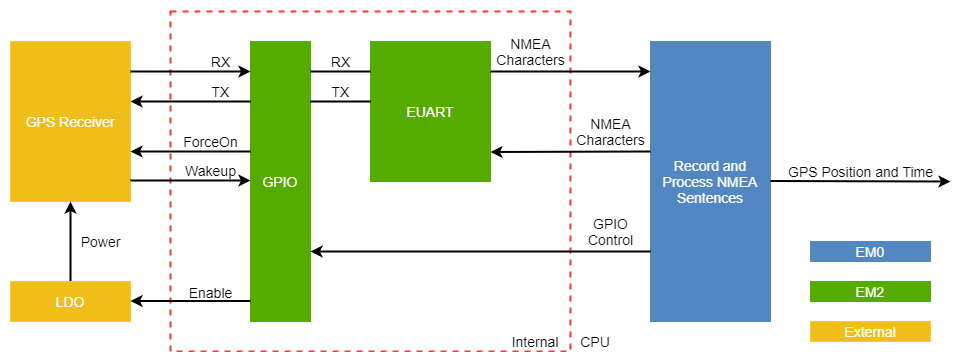 NMEA
Characters
RX
RX
TX
TX
GPS Receiver
EUART
ForceOn
NMEA
Characters
Wakeup
GPIO
Record and
Process NMEA
Sentences
GPS Position and Time
GPIO
Control
Power
Enable
LDO
EM0
EM2
External
Internal
CPU